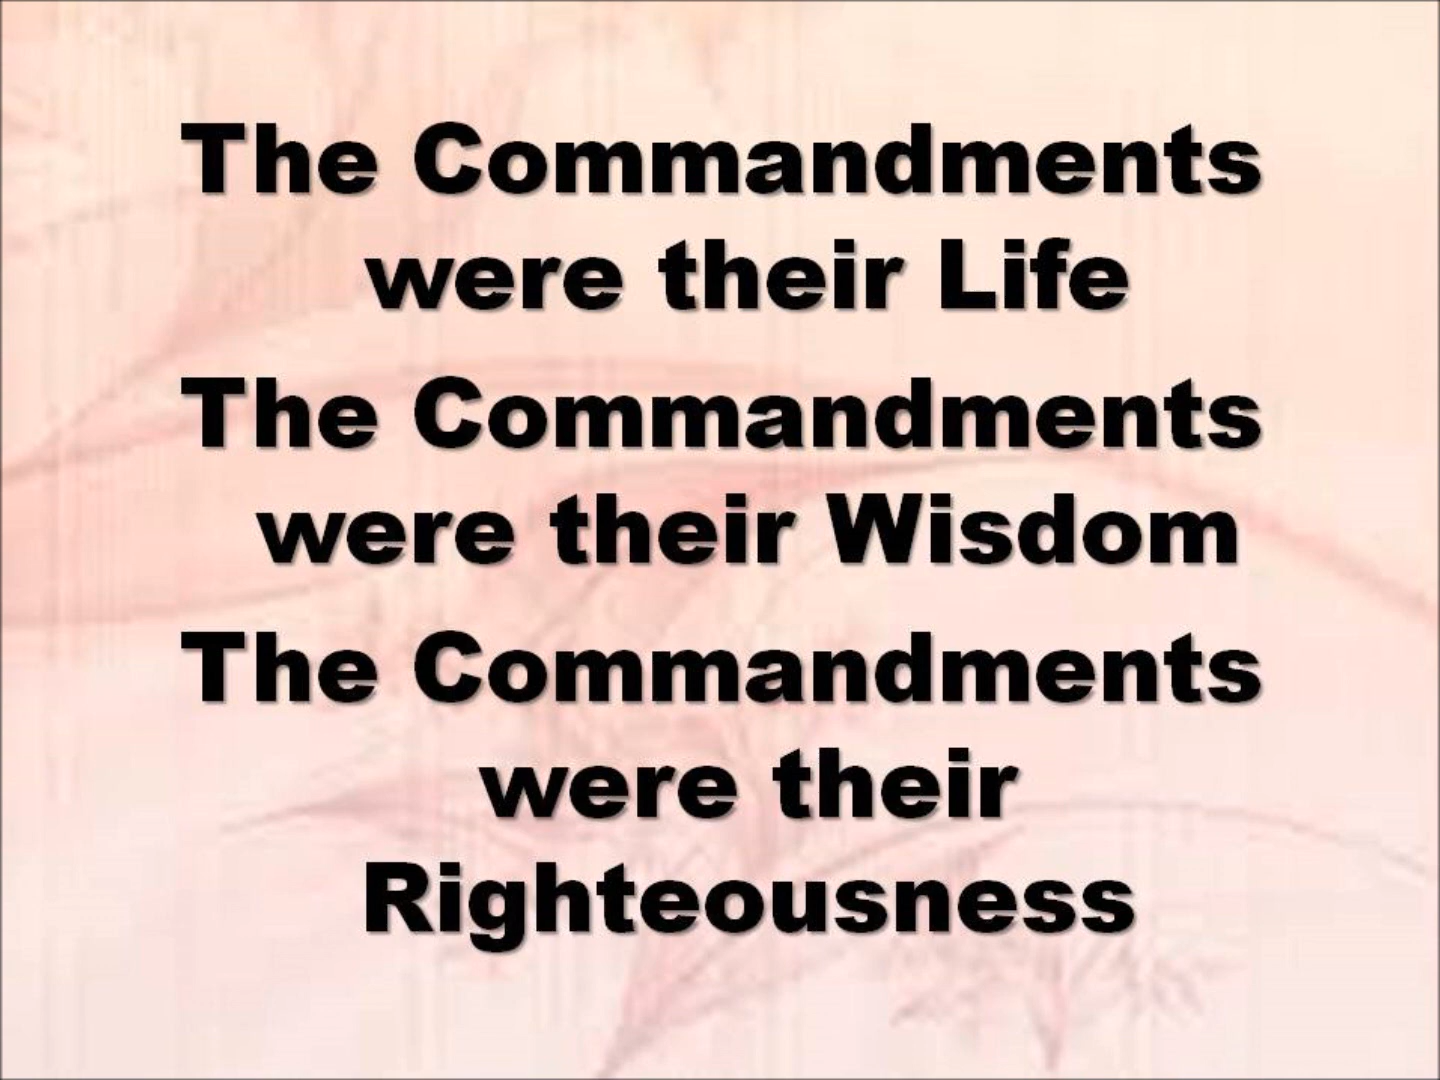 The Commandments
were their Life
The Commandments
were their Wisdom
The Commandments
were their
Righteousness